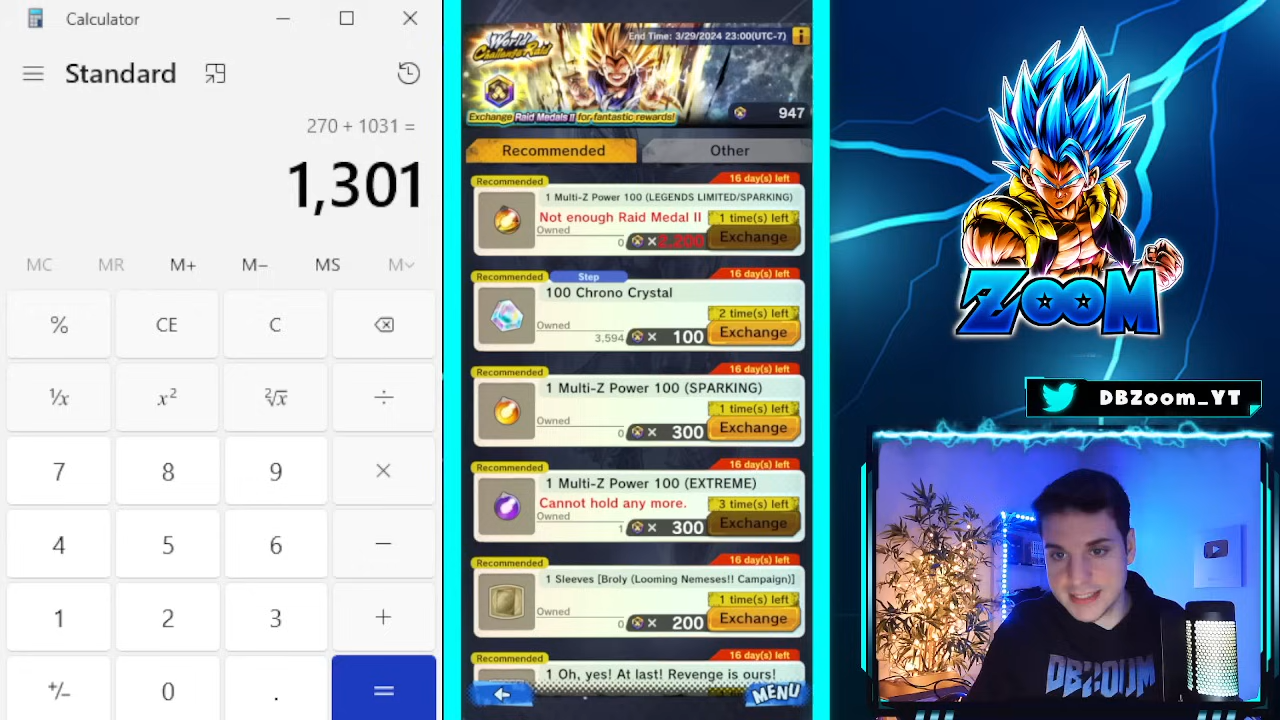 Calculator
Standard
270 + 1031 =
1,301
MC MR M+ M− MS M˅
% CE C
¹/x x² ²√x ÷
7 8 9 ×
4 5 6 −
1 2 3 +
+/− 0 . =
World
Challenge Raid
End Time: 3/29/2024 23:00(UTC-7) i
947
Exchange Raid Medals II for fantastic rewards!
Recommended Other
Recommended 16 day(s) left
1 Multi-Z Power 100 (LEGENDS LIMITED/SPARKING)
Not enough Raid Medal II 1 time(s) left
Owned 0 × 2,200 Exchange
Recommended Step 16 day(s) left
100 Chrono Crystal
2 time(s) left
Owned 3,594 × 100 Exchange
Recommended 16 day(s) left
1 Multi-Z Power 100 (SPARKING)
1 time(s) left
Owned 0 × 300 Exchange
Recommended 16 day(s) left
1 Multi-Z Power 100 (EXTREME)
Cannot hold any more. 3 time(s) left
Owned 1 × 300 Exchange
Recommended 16 day(s) left
1 Sleeves [Broly (Looming Nemeses!! Campaign)]
1 time(s) left
Owned 0 × 200 Exchange
Recommended 16 day(s) left
1 Oh, yes! At last! Revenge is ours!
MENU
ZOOM
DBZoom_YT
DBZOUM